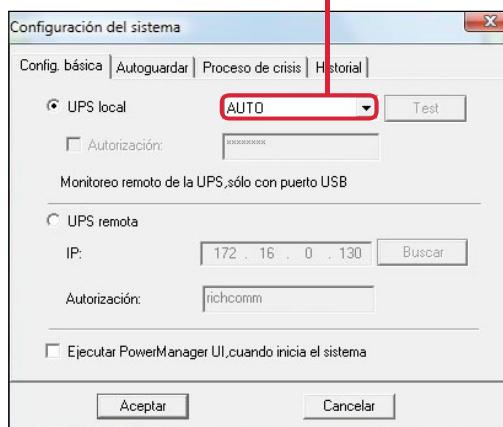 Configuración del sistema
Config. básica Autoguardar Proceso de crisis Historial
UPS local AUTO Test
Autorización: xxxxxxxx
Monitoreo remoto de la UPS,sólo con puerto USB
UPS remota
IP: 172 . 16 . 0 . 130 Buscar
Autorización: richcomm
Ejecutar PowerManager UI,cuando inicia el sistema
Aceptar Cancelar